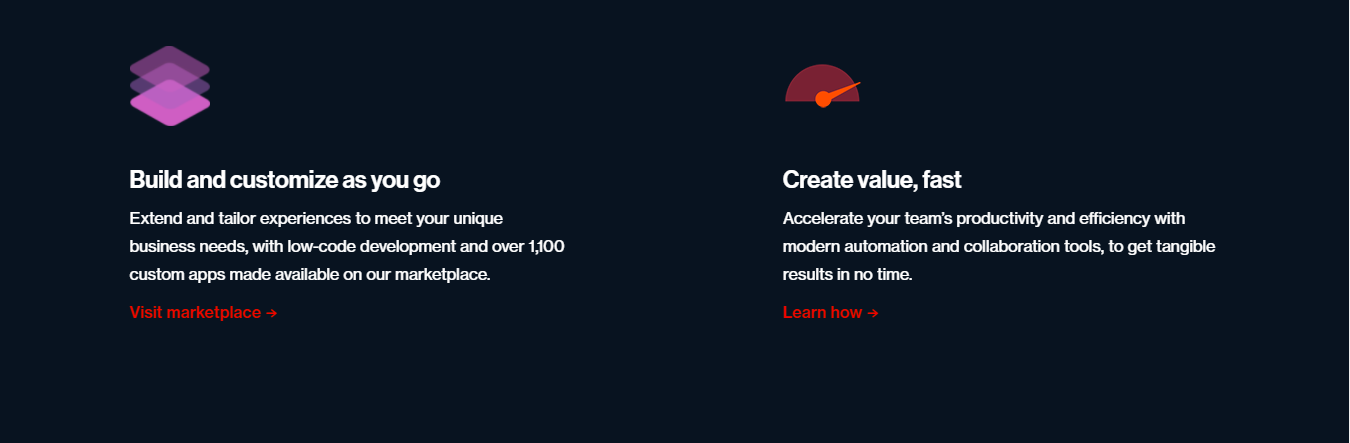 Build and customize as you go
Extend and tailor experiences to meet your unique
business needs, with low-code development and over 1,100
custom apps made available on our marketplace.
Visit marketplace →
Create value, fast
Accelerate your team's productivity and efficiency with
modern automation and collaboration tools, to get tangible
results in no time.
Learn how →